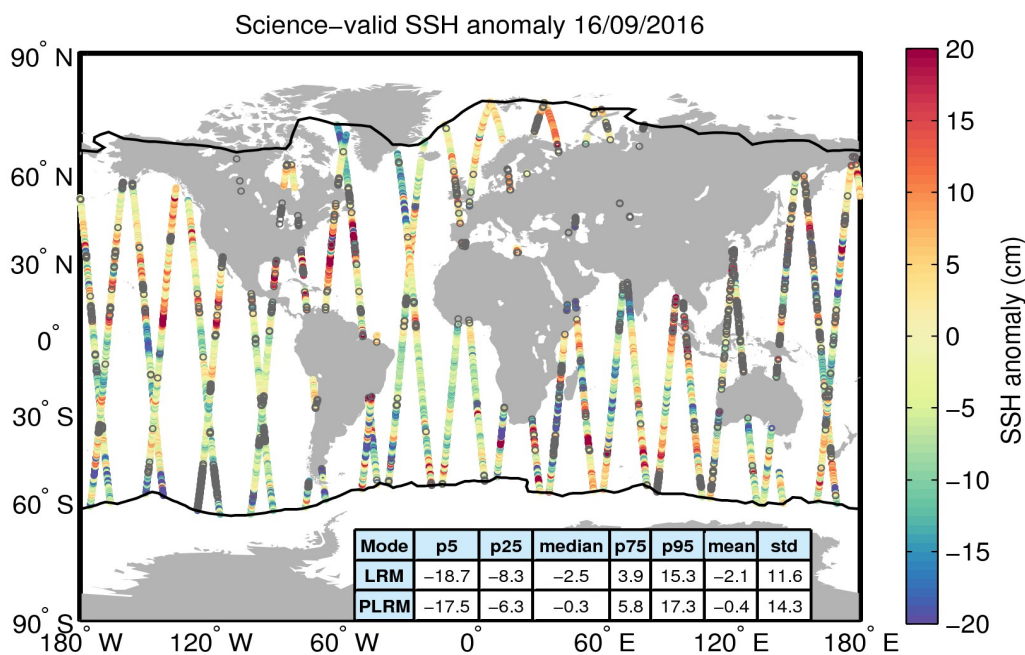 Science−valid SSH anomaly 16/09/2016
90° N
60° N
30° N
0°
30° S
60° S
90° S
180° W 120° W 60° W 0° 60° E 120° E 180° E
Mode p5 p25 median p75 p95 mean std
LRM −18.7 −8.3 −2.5 3.9 15.3 −2.1 11.6
PLRM −17.5 −6.3 −0.3 5.8 17.3 −0.4 14.3
20
15
10
5
0
−5
−10
−15
−20
SSH anomaly (cm)